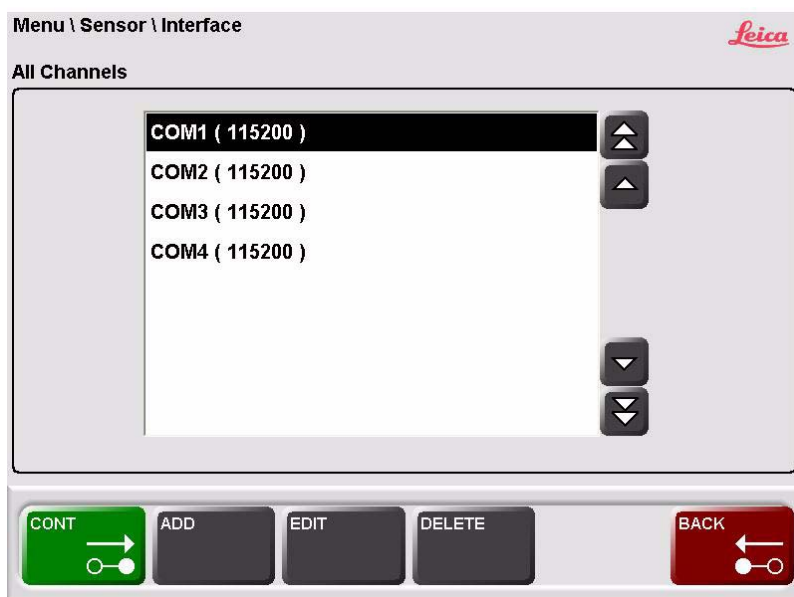 Menu \ Sensor \ Interface
Leica
All Channels
COM1 ( 115200 )
COM2 ( 115200 )
COM3 ( 115200 )
COM4 ( 115200 )
CONT
ADD
EDIT
DELETE
BACK